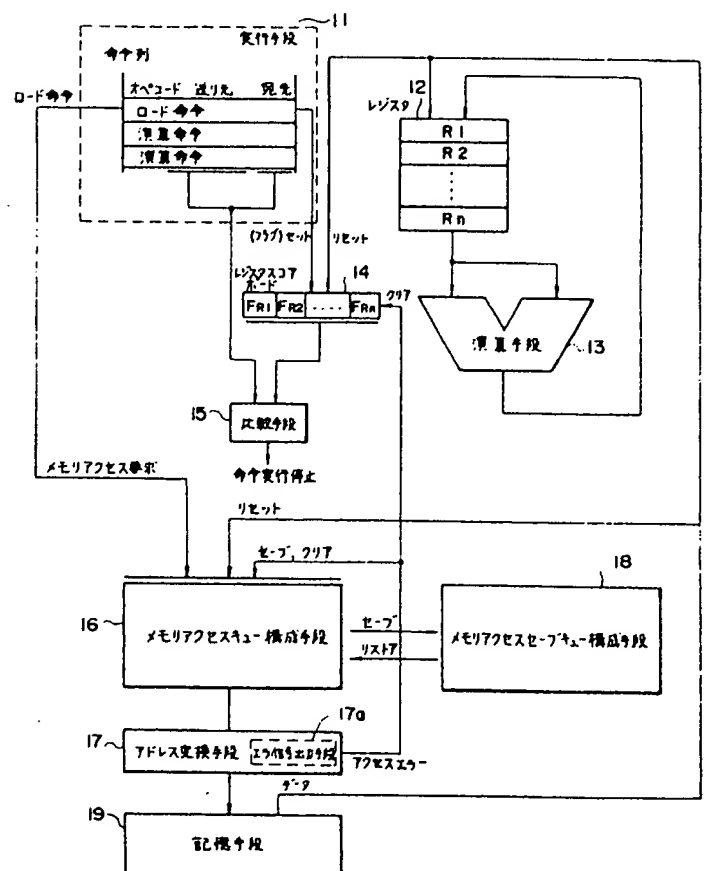 11
実行手段
命令列
オペコード 送り元 宛先
ロード命令
ロード命令
演算命令
演算命令
12
レジスタ
R1
R2
....
Rn
(フラグ)セット
リセット
レジスタスコア
ボード
14
クリア
FR1 FR2 .... FRn
演算手段
13
15
比較手段
命令実行停止
メモリアクセス要求
リセット
セーブ, クリア
18
16
メモリアクセスキュー構成手段
セーブ
リストア
メモリアクセスセーブキュー構成手段
17a
17
アドレス変換手段
エラー信号出力手段
アクセスエラー
データ
19
記憶手段